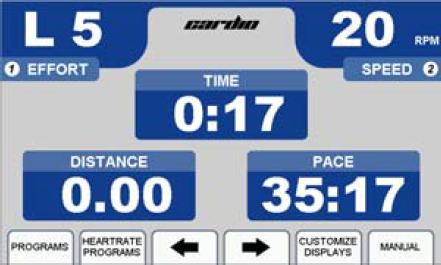 L 5
cardio
20 RPM
1 EFFORT
SPEED 2
TIME
0:17
DISTANCE
0.00
PACE
35:17
PROGRAMS
HEARTRATE
PROGRAMS
CUSTOMIZE
DISPLAYS
MANUAL